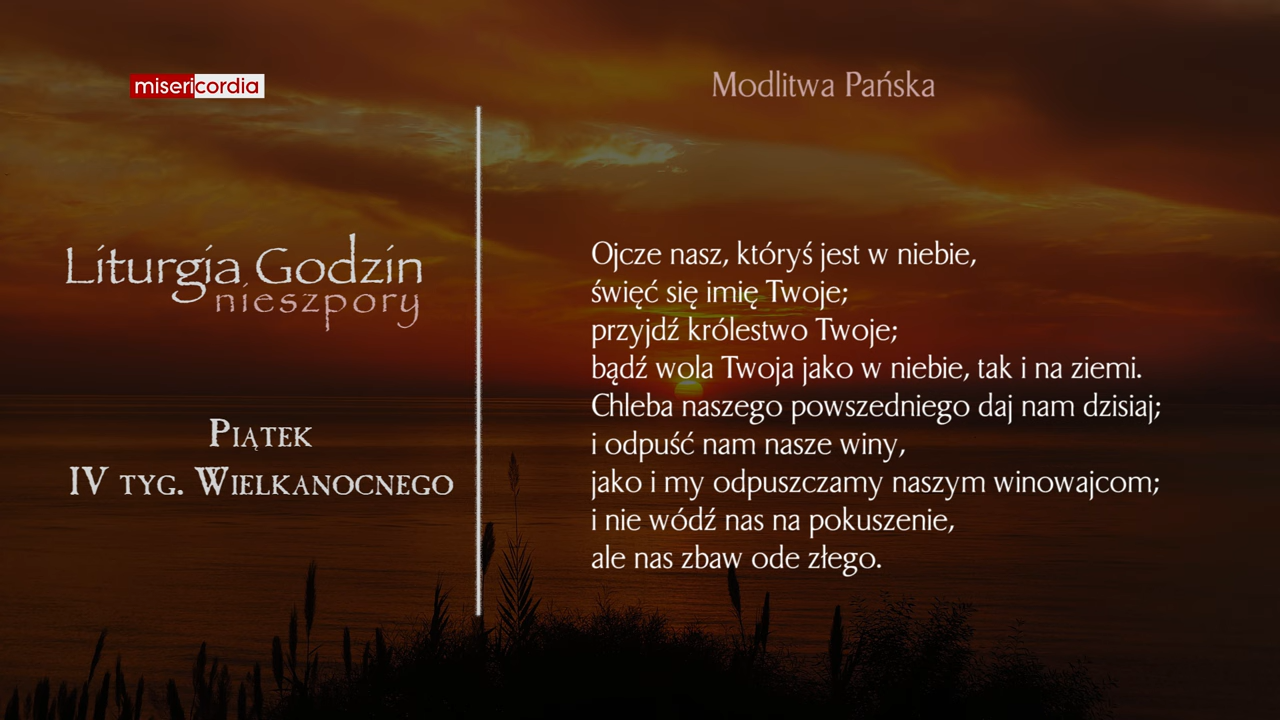 misericordia
Liturgia Godzin
nieszpory
Piątek
IV tyg. Wielkanocnego
Modlitwa Pańska
Ojcze nasz, któryś jest w niebie,
święć się imię Twoje;
przyjdź królestwo Twoje;
bądź wola Twoja jako w niebie, tak i na ziemi.
Chleba naszego powszedniego daj nam dzisiaj;
i odpuść nam nasze winy,
jako i my odpuszczamy naszym winowajcom;
i nie wódź nas na pokuszenie,
ale nas zbaw ode złego.